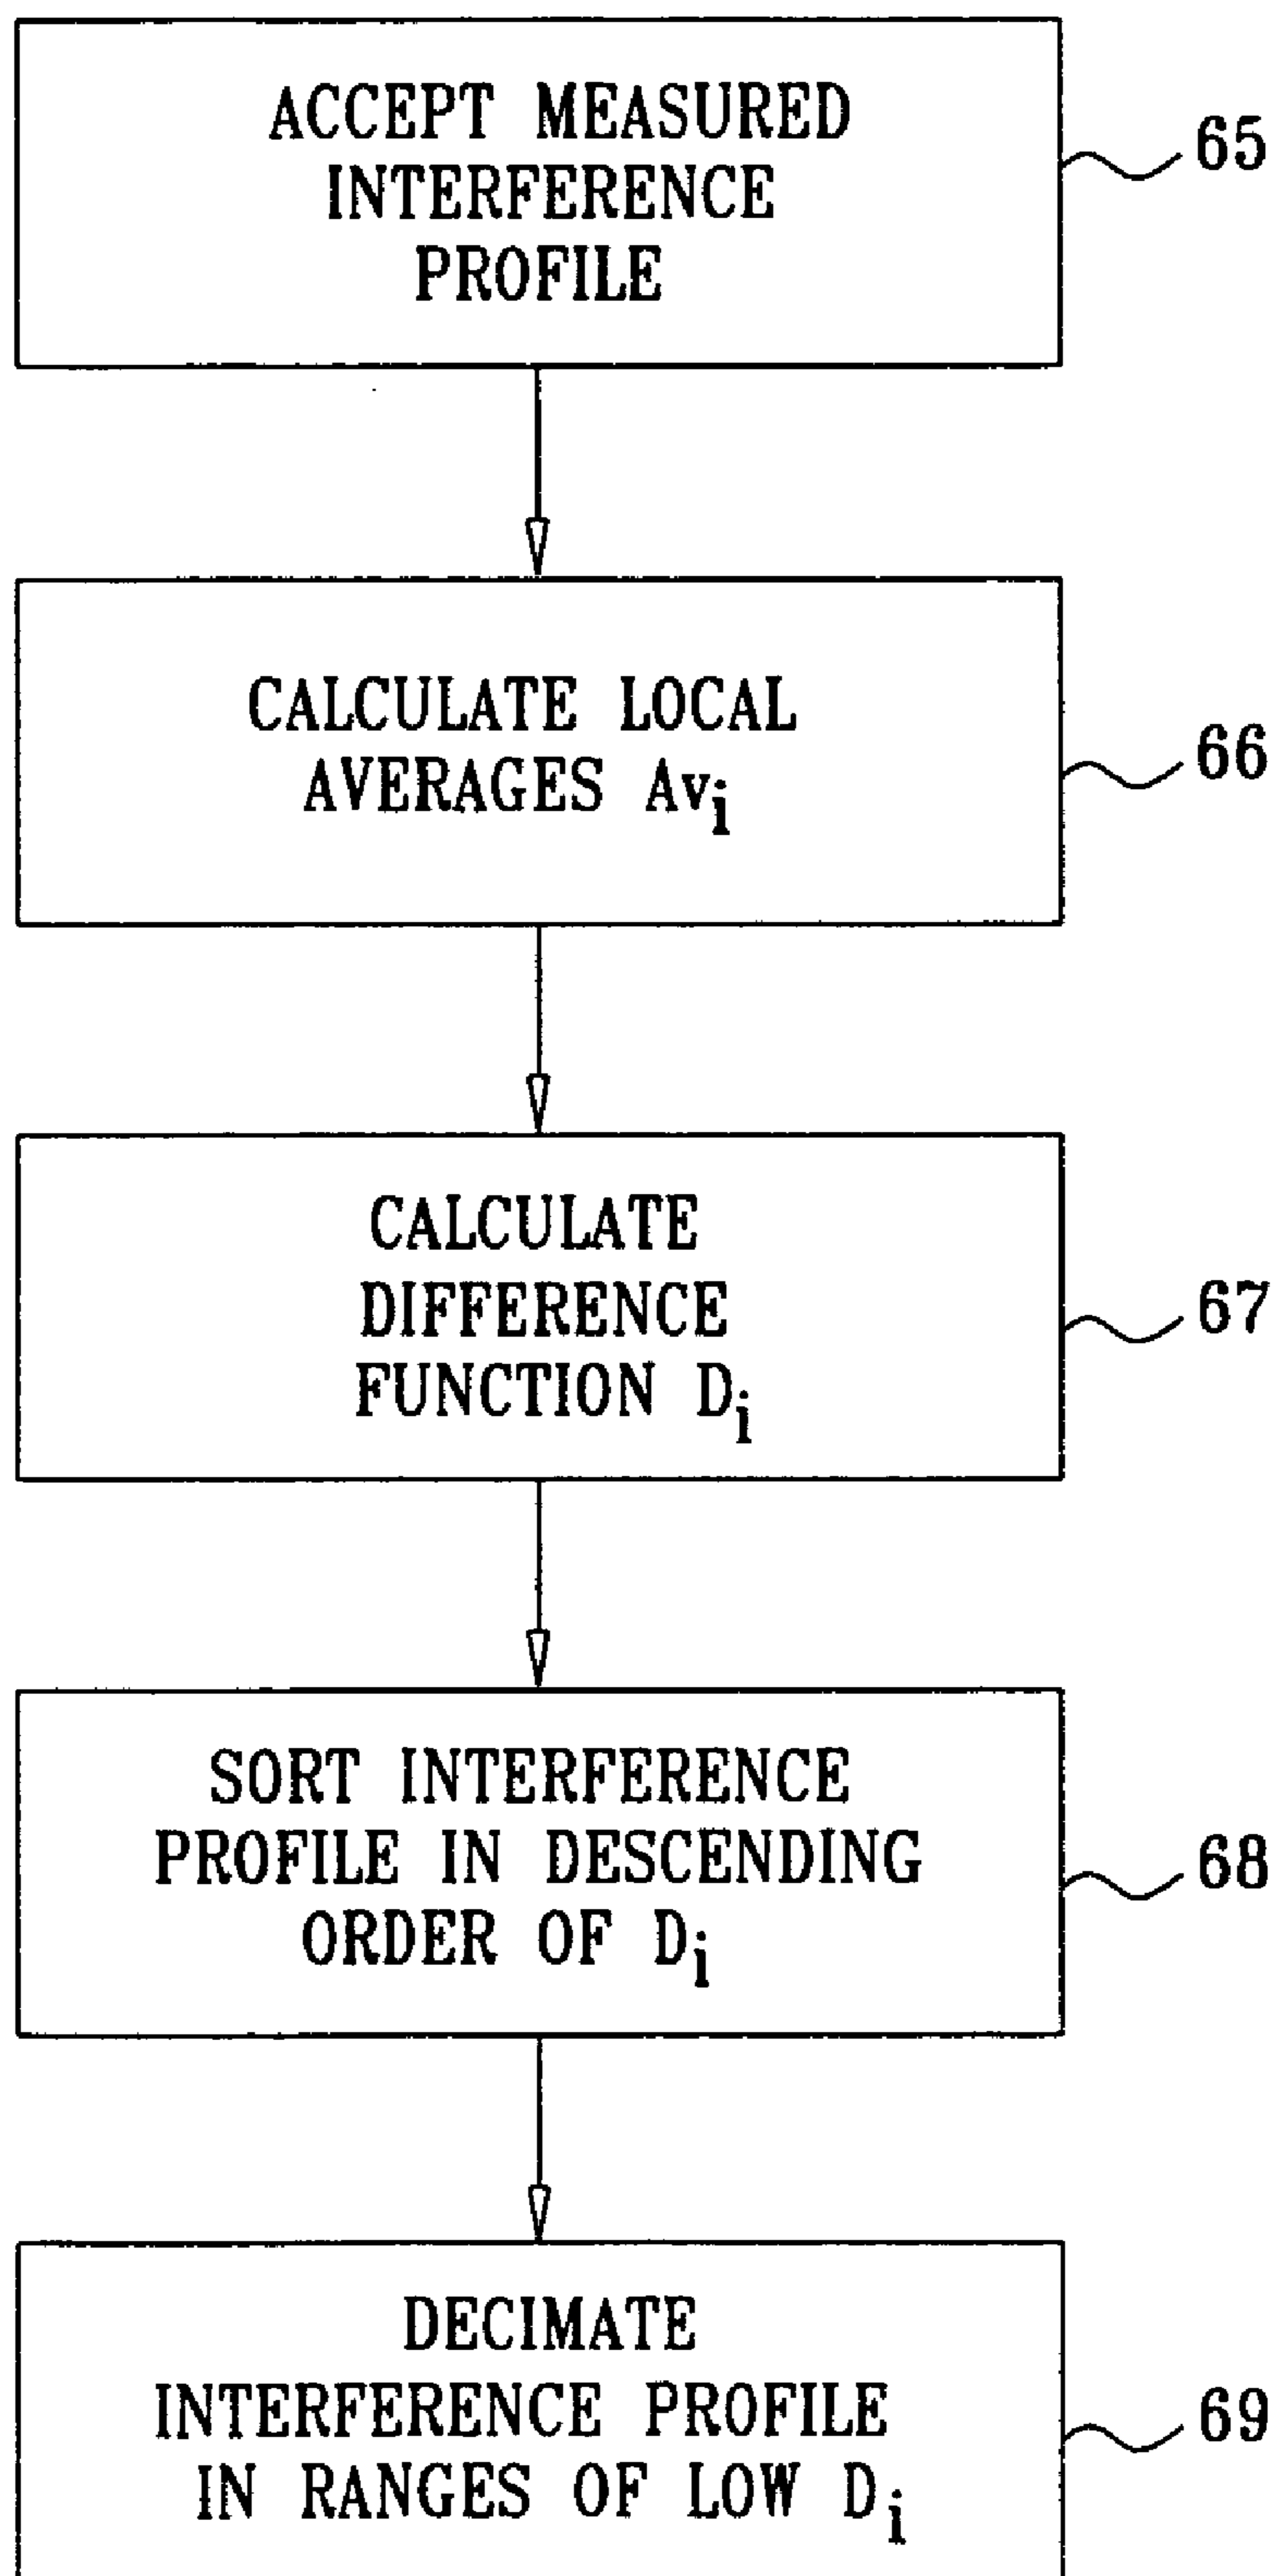 ACCEPT MEASURED
INTERFERENCE
PROFILE
65
CALCULATE LOCAL
AVERAGES Avi
66
CALCULATE
DIFFERENCE
FUNCTION Di
67
SORT INTERFERENCE
PROFILE IN DESCENDING
ORDER OF Di
68
DECIMATE
INTERFERENCE PROFILE
IN RANGES OF LOW Di
69